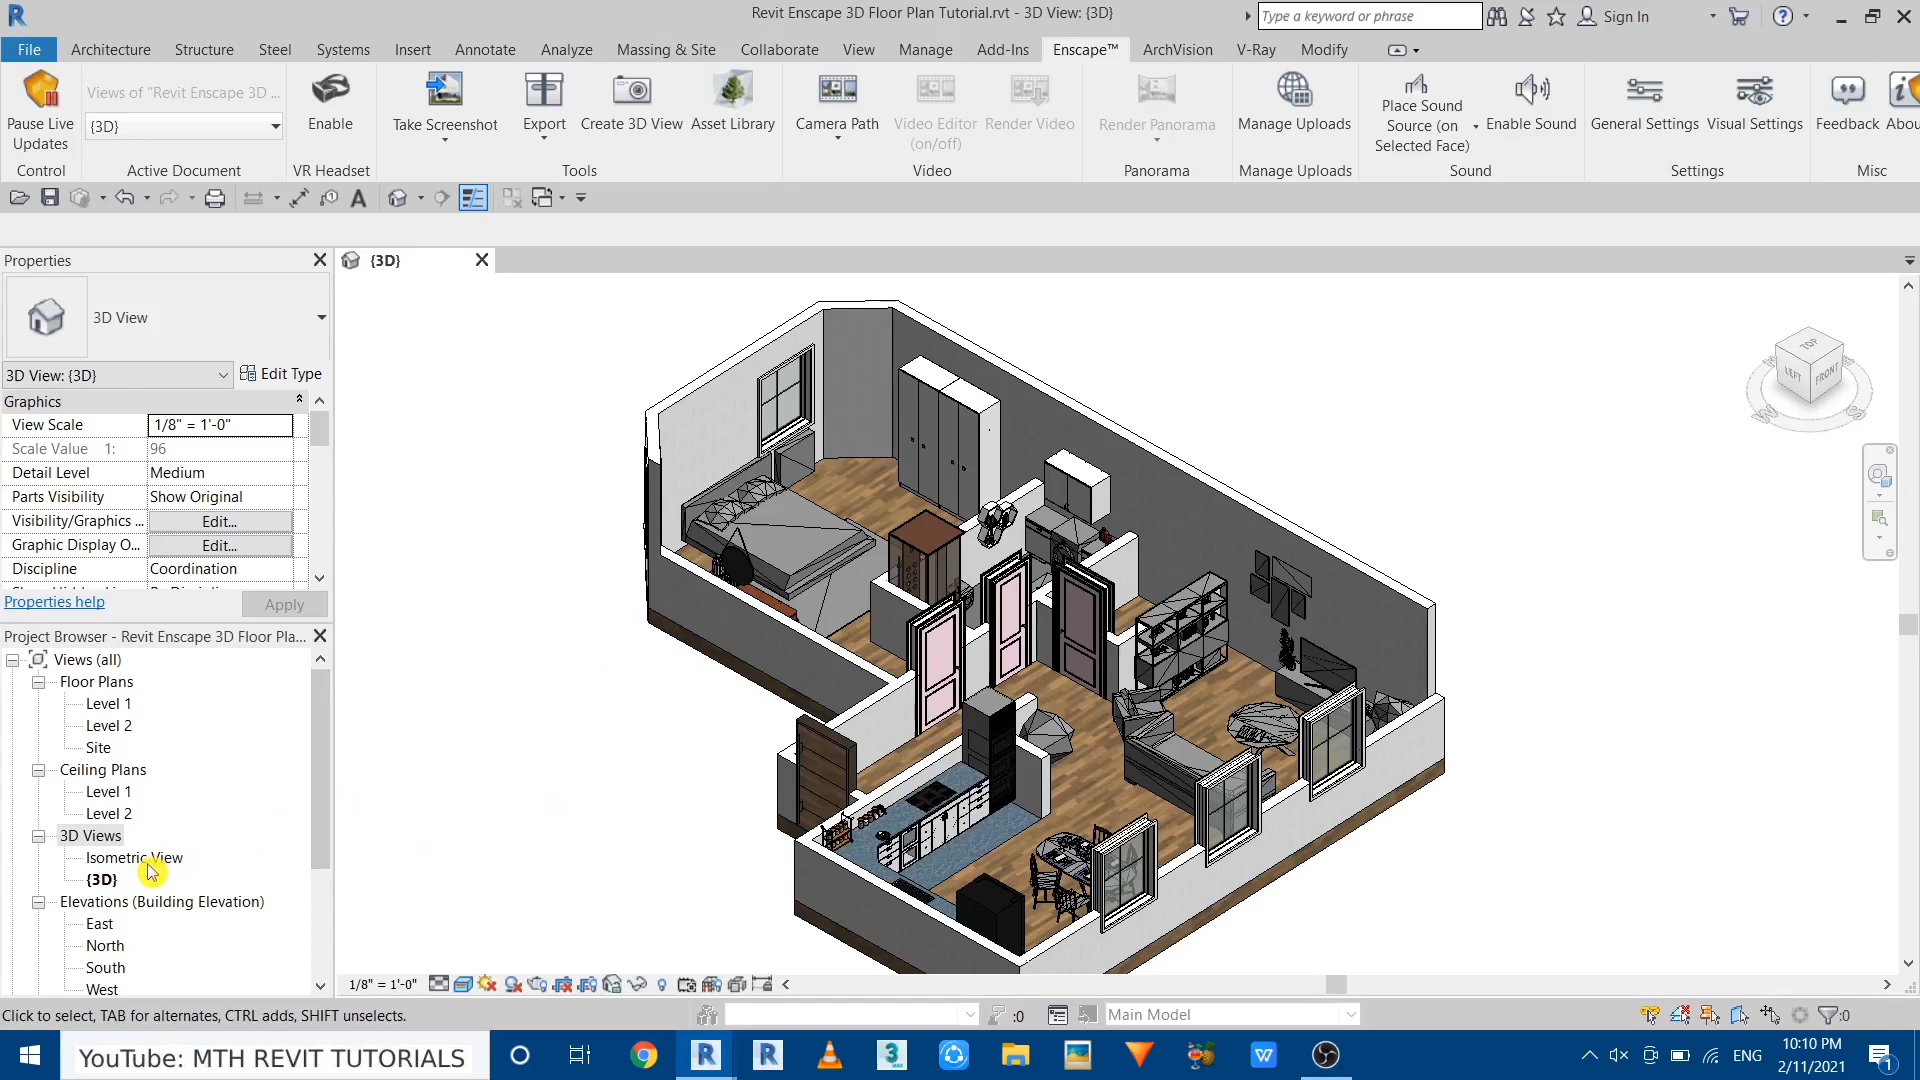 Revit Enscape 3D Floor Plan Tutorial.rvt - 3D View: {3D}
Type a keyword or phrase
Sign In
File Architecture Structure Steel Systems Insert Annotate Analyze Massing & Site Collaborate View Manage Add-Ins Enscape™ ArchVision V-Ray Modify
Pause Live Updates
Views of "Revit Enscape 3D ...
{3D}
Enable
Take Screenshot
Export
Create 3D View
Asset Library
Camera Path
Video Editor (on/off)
Render Video
Render Panorama
Manage Uploads
Place Sound Source (on Selected Face)
Enable Sound
General Settings
Visual Settings
Feedback
Abou
Control
Active Document
VR Headset
Tools
Video
Panorama
Manage Uploads
Sound
Settings
Misc
Properties
{3D}
3D View
3D View: {3D}
Edit Type
Graphics
View Scale 1/8" = 1'-0"
Scale Value 1: 96
Detail Level Medium
Parts Visibility Show Original
Visibility/Graphics ... Edit...
Graphic Display O... Edit...
Discipline Coordination
Properties help
Apply
Project Browser - Revit Enscape 3D Floor Pla...
Views (all)
Floor Plans
Level 1
Level 2
Site
Ceiling Plans
Level 1
Level 2
3D Views
Isometric View
{3D}
Elevations (Building Elevation)
East
North
South
West
TOP
LEFT
FRONT
W
S
1/8" = 1'-0"
Click to select, TAB for alternates, CTRL adds, SHIFT unselects.
:0
Main Model
:0
YouTube: MTH REVIT TUTORIALS
ENG
10:10 PM
2/11/2021
1